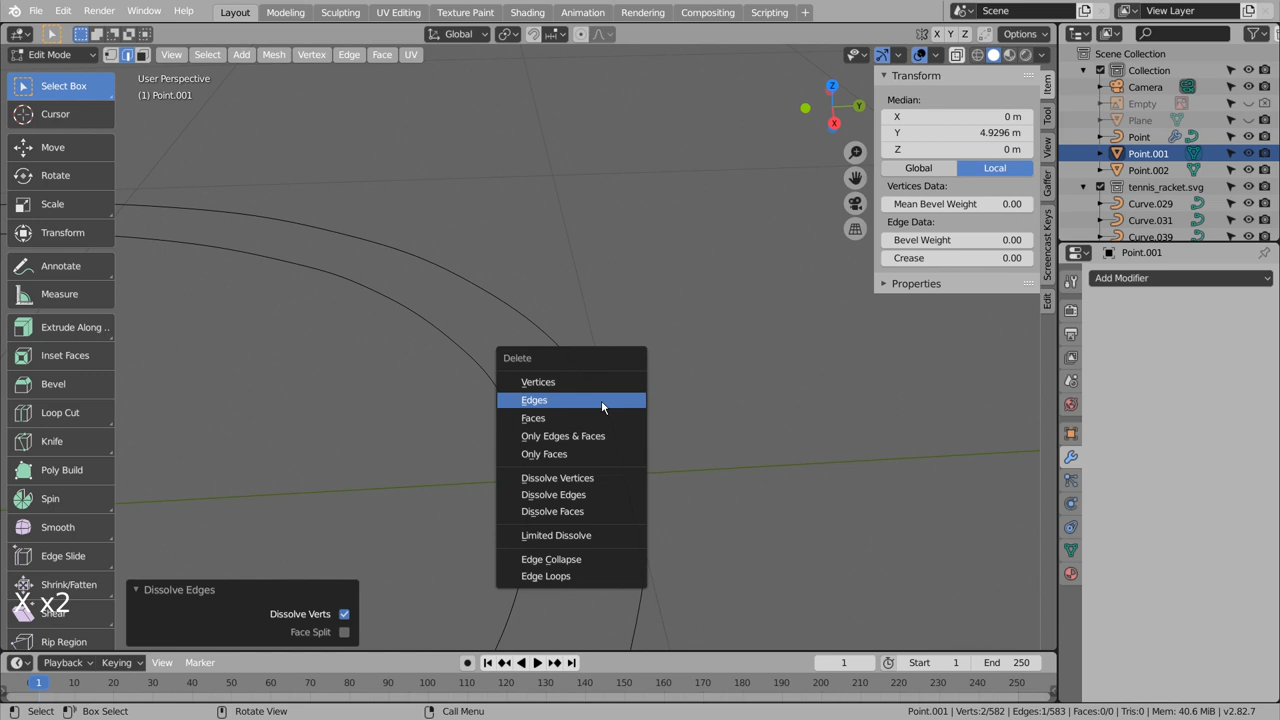 File Edit Render Window Help Layout Modeling Sculpting UV Editing Texture Paint Shading Animation Rendering Compositing Scripting + Scene View Layer
Global X Y Z Options
Edit Mode View Select Add Mesh Vertex Edge Face UV
User Perspective
(1) Point.001
Select Box
Cursor
Move
Rotate
Scale
Transform
Annotate
Measure
Extrude Along ..
Inset Faces
Bevel
Loop Cut
Knife
Poly Build
Spin
Smooth
Edge Slide
Shrink/Fatten
Shear
Rip Region
X x2
Dissolve Edges
Dissolve Verts
Face Split
Delete
Vertices
Edges
Faces
Only Edges & Faces
Only Faces
Dissolve Vertices
Dissolve Edges
Dissolve Faces
Limited Dissolve
Edge Collapse
Edge Loops
Z
Y
X
Transform
Median:
X 0 m
Y 4.9296 m
Z 0 m
Global Local
Vertices Data:
Mean Bevel Weight 0.00
Edge Data:
Bevel Weight 0.00
Crease 0.00
Properties
Item
Tool
View
Gaffer
Screencast Keys
Edit
Scene Collection
Collection
Camera
Empty
Plane
Point
Point.001
Point.002
tennis_racket.svg
Curve.029
Curve.031
Curve.039
Point.001
Add Modifier
Playback Keying View Marker 1 Start 1 End 250
1 10 20 30 40 50 60 70 80 90 100 110 120 130 140 150 160 170 180 190 200 210 220 230 240 250
Select Box Select Rotate View Call Menu Point.001 | Verts:2/582 | Edges:1/583 | Faces:0/0 | Tris:0 | Mem: 40.6 MiB | v2.82.7